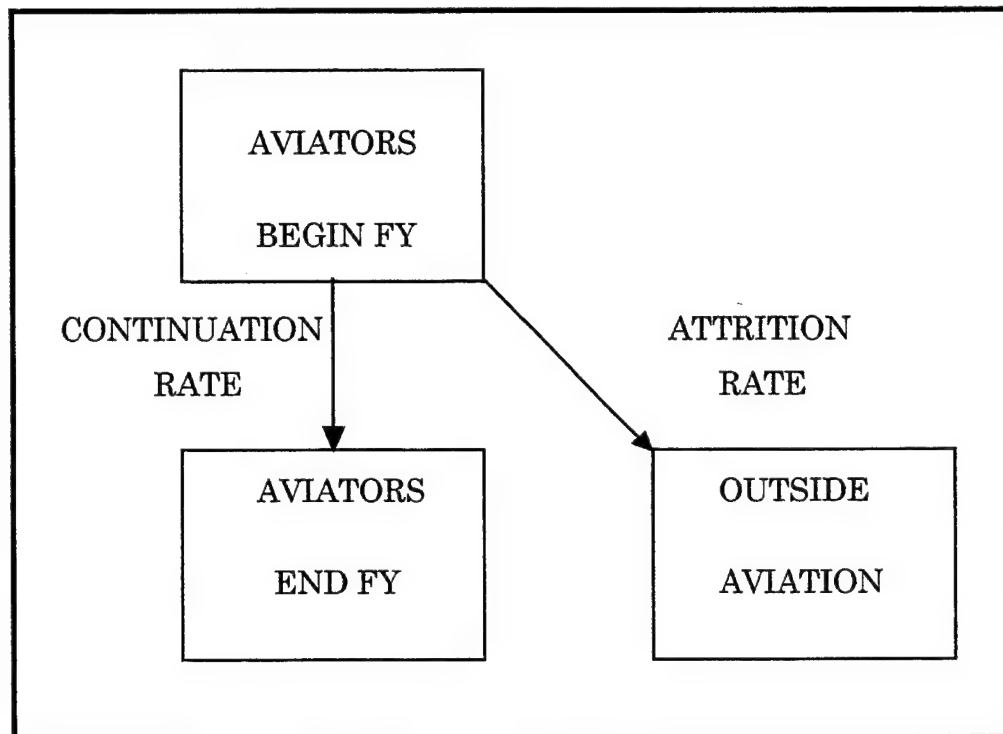 AVIATORS
BEGIN FY
CONTINUATION
RATE
ATTRITION
RATE
AVIATORS
END FY
OUTSIDE
AVIATION